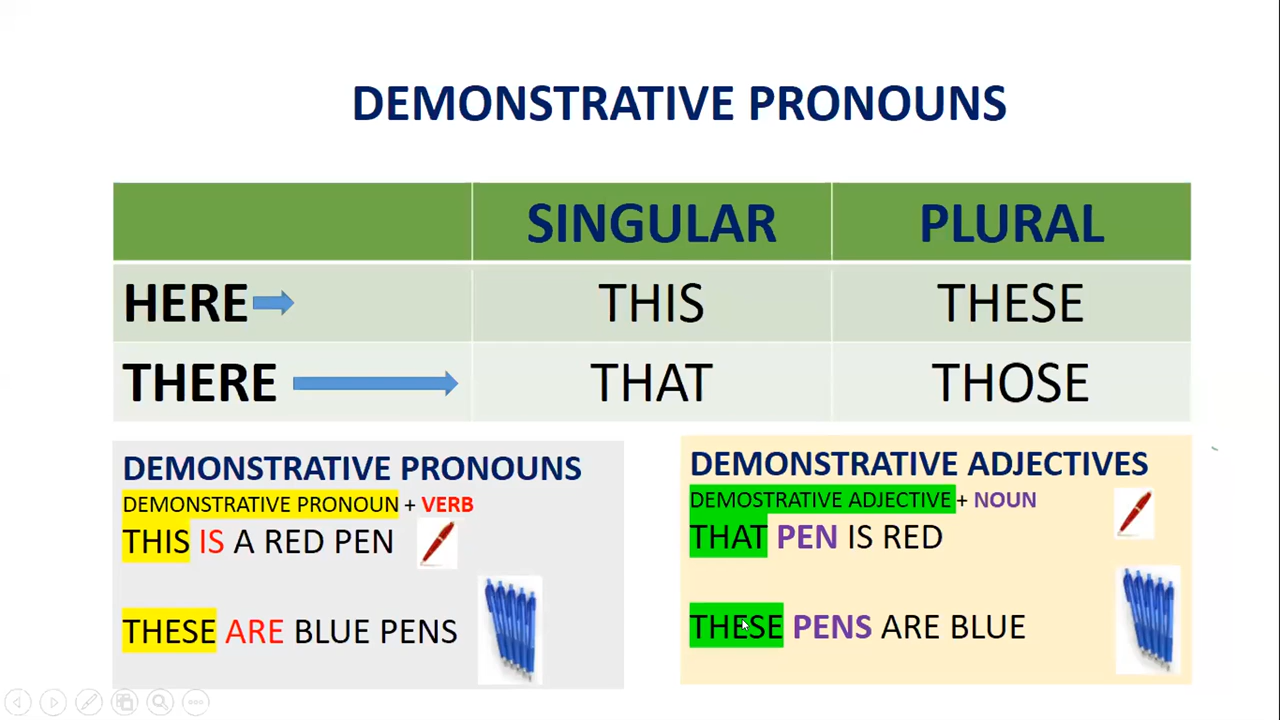 DEMONSTRATIVE PRONOUNS
SINGULAR PLURAL
HERE THIS THESE
THERE THAT THOSE
DEMONSTRATIVE PRONOUNS
DEMONSTRATIVE PRONOUN + VERB
THIS IS A RED PEN
THESE ARE BLUE PENS
DEMONSTRATIVE ADJECTIVES
DEMOSTRATIVE ADJECTIVE + NOUN
THAT PEN IS RED
THESE PENS ARE BLUE